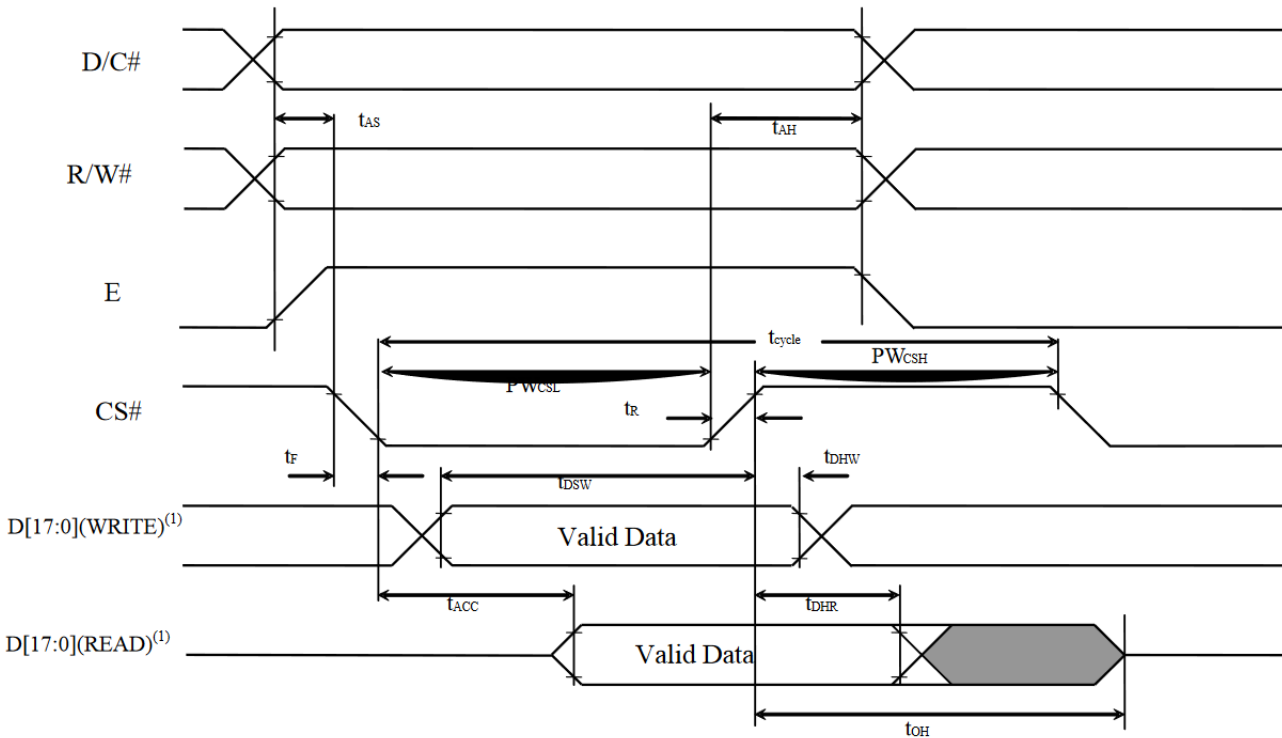 D/C#
tAS
tAH
R/W#
E
tcycle
PWCSH
PWCSL
CS#
tR
tF
tDHW
tDSW
D[17:0](WRITE)(1)
Valid Data
tACC
tDHR
D[17:0](READ)(1)
Valid Data
tOH